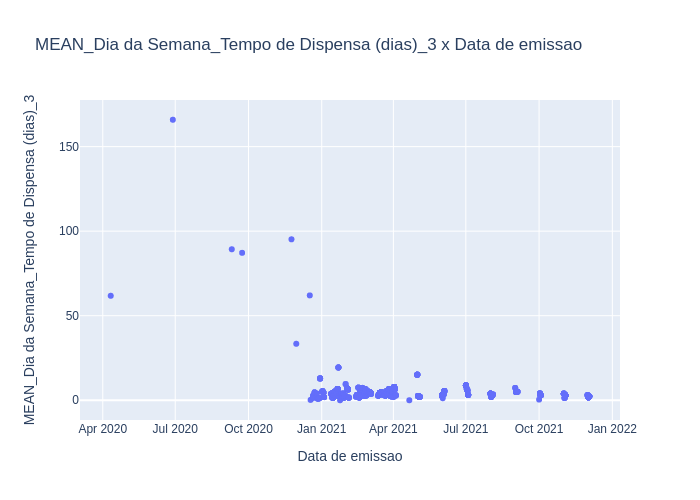 MEAN_Dia da Semana_Tempo de Dispensa (dias)_3 x Data de emissao
MEAN_Dia da Semana_Tempo de Dispensa (dias)_3
150
100
50
0
Apr 2020
Jul 2020
Oct 2020
Jan 2021
Apr 2021
Jul 2021
Oct 2021
Jan 2022
Data de emissao